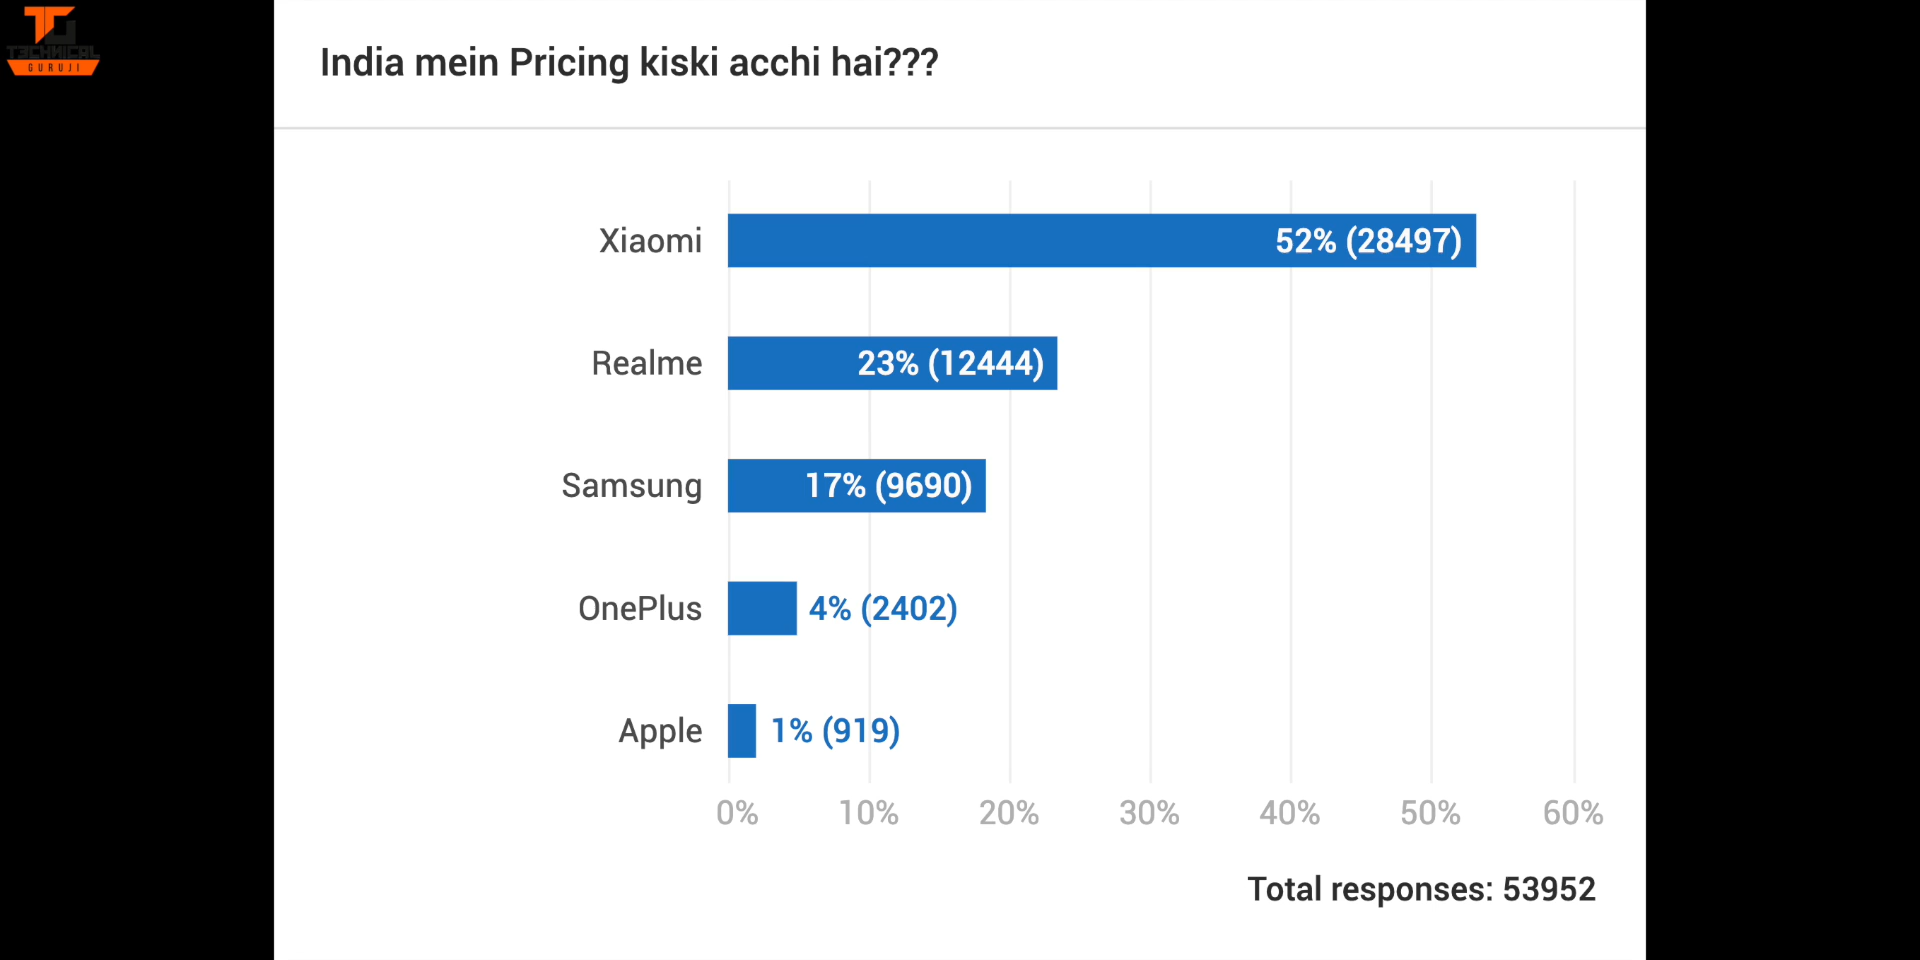 TECHNICAL
GURUJI
India mein Pricing kiski acchi hai???
Xiaomi 52% (28497)
Realme 23% (12444)
Samsung 17% (9690)
OnePlus 4% (2402)
Apple 1% (919)
0% 10% 20% 30% 40% 50% 60%
Total responses: 53952